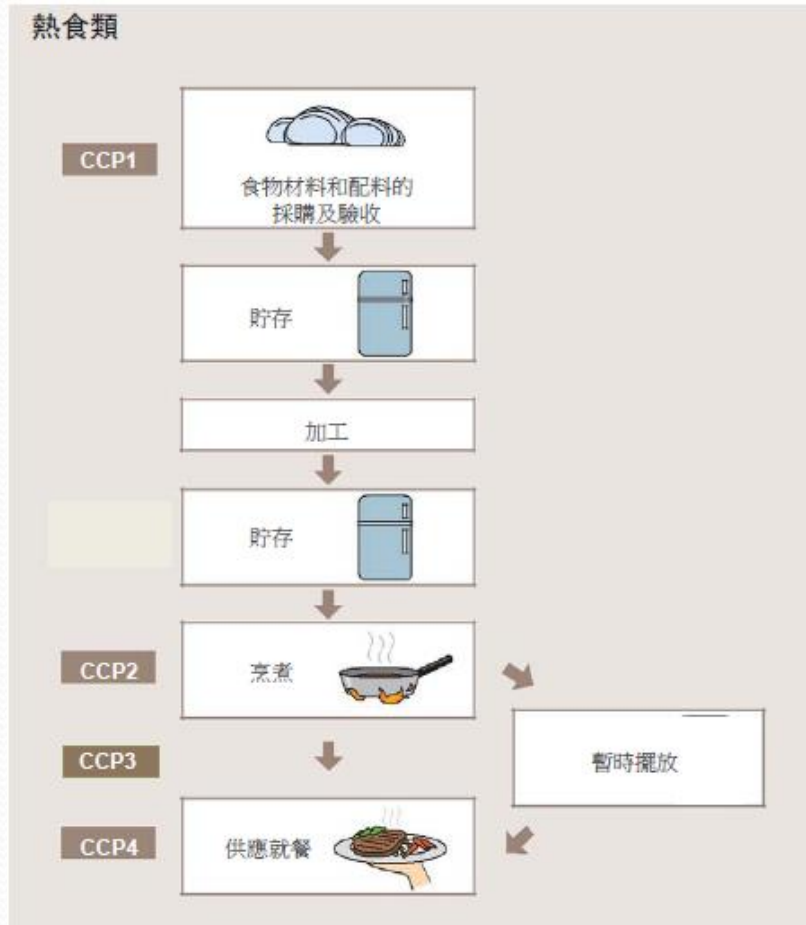 熱食類
CCP1
食物材料和配料的
採購及驗收
貯存
加工
貯存
CCP2
烹煮
CCP3
暫時擺放
CCP4
供應就餐